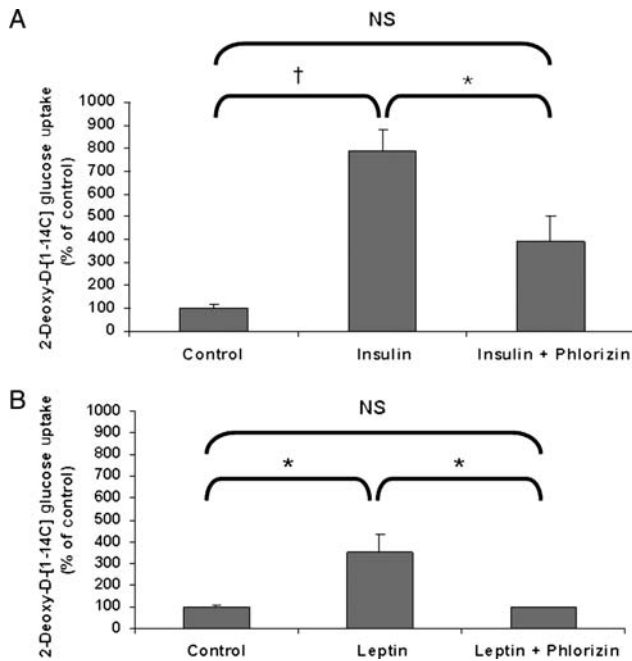 A
NS
†
*
2-Deoxy-D-[1-14C] glucose uptake
(% of control)
1000
900
800
700
600
500
400
300
200
100
0
Control
Insulin
Insulin + Phlorizin
B
NS
*
*
2-Deoxy-D-[1-14C] glucose uptake
(% of control)
1000
900
800
700
600
500
400
300
200
100
0
Control
Leptin
Leptin + Phlorizin